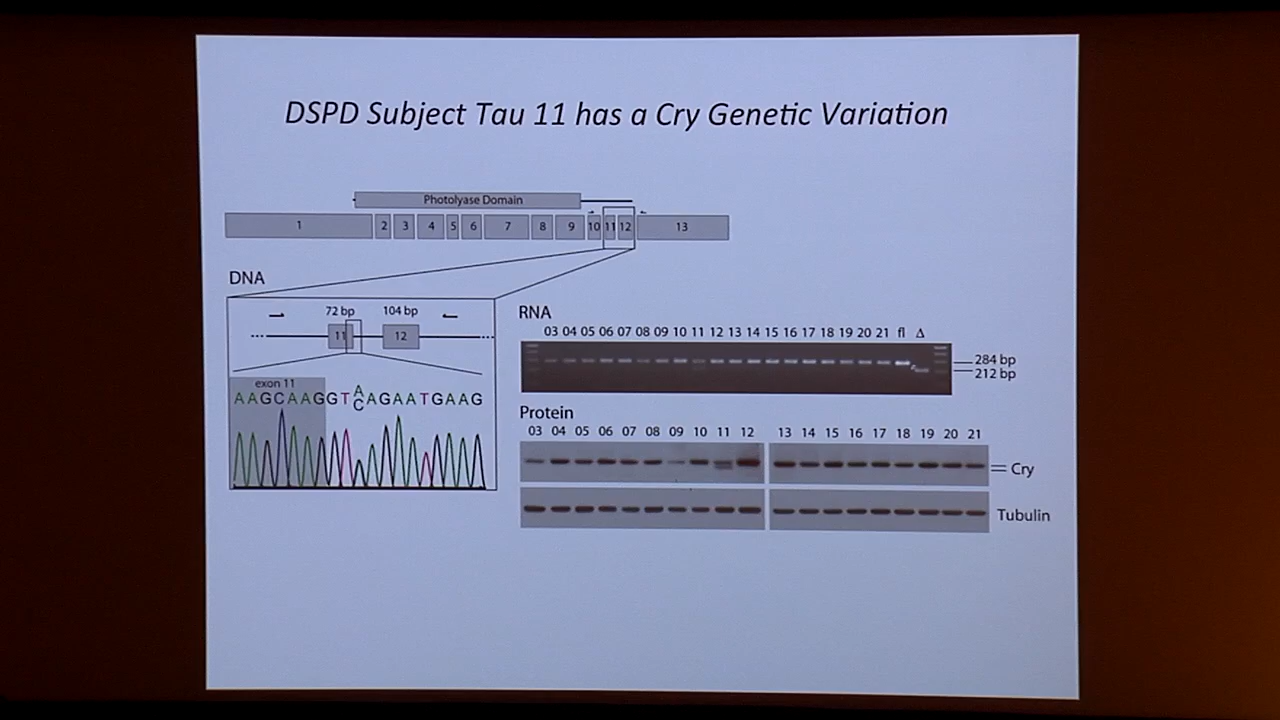 DSPD Subject Tau 11 has a Cry Genetic Variation
Photolyase Domain
1 2 3 4 5 6 7 8 9 10 11 12 13
DNA
72 bp 104 bp
11 12
exon 11
AAGCAAGGT A/C AGAATGAAG
RNA
03 04 05 06 07 08 09 10 11 12 13 14 15 16 17 18 19 20 21 fl Δ
284 bp
212 bp
Protein
03 04 05 06 07 08 09 10 11 12 13 14 15 16 17 18 19 20 21
Cry
Tubulin